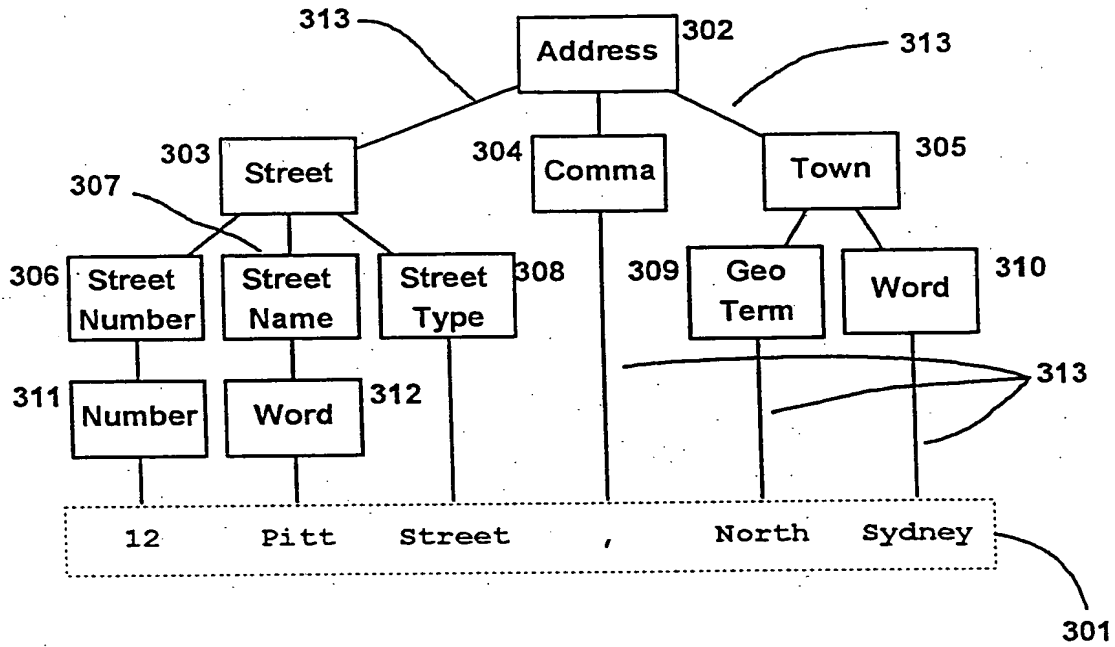 313
Address
302
313
303
Street
304
Comma
Town
305
307
306
Street
Number
Street
Name
Street
Type
308
309
Geo
Term
Word
310
311
Number
Word
312
313
12 Pitt Street , North Sydney
301